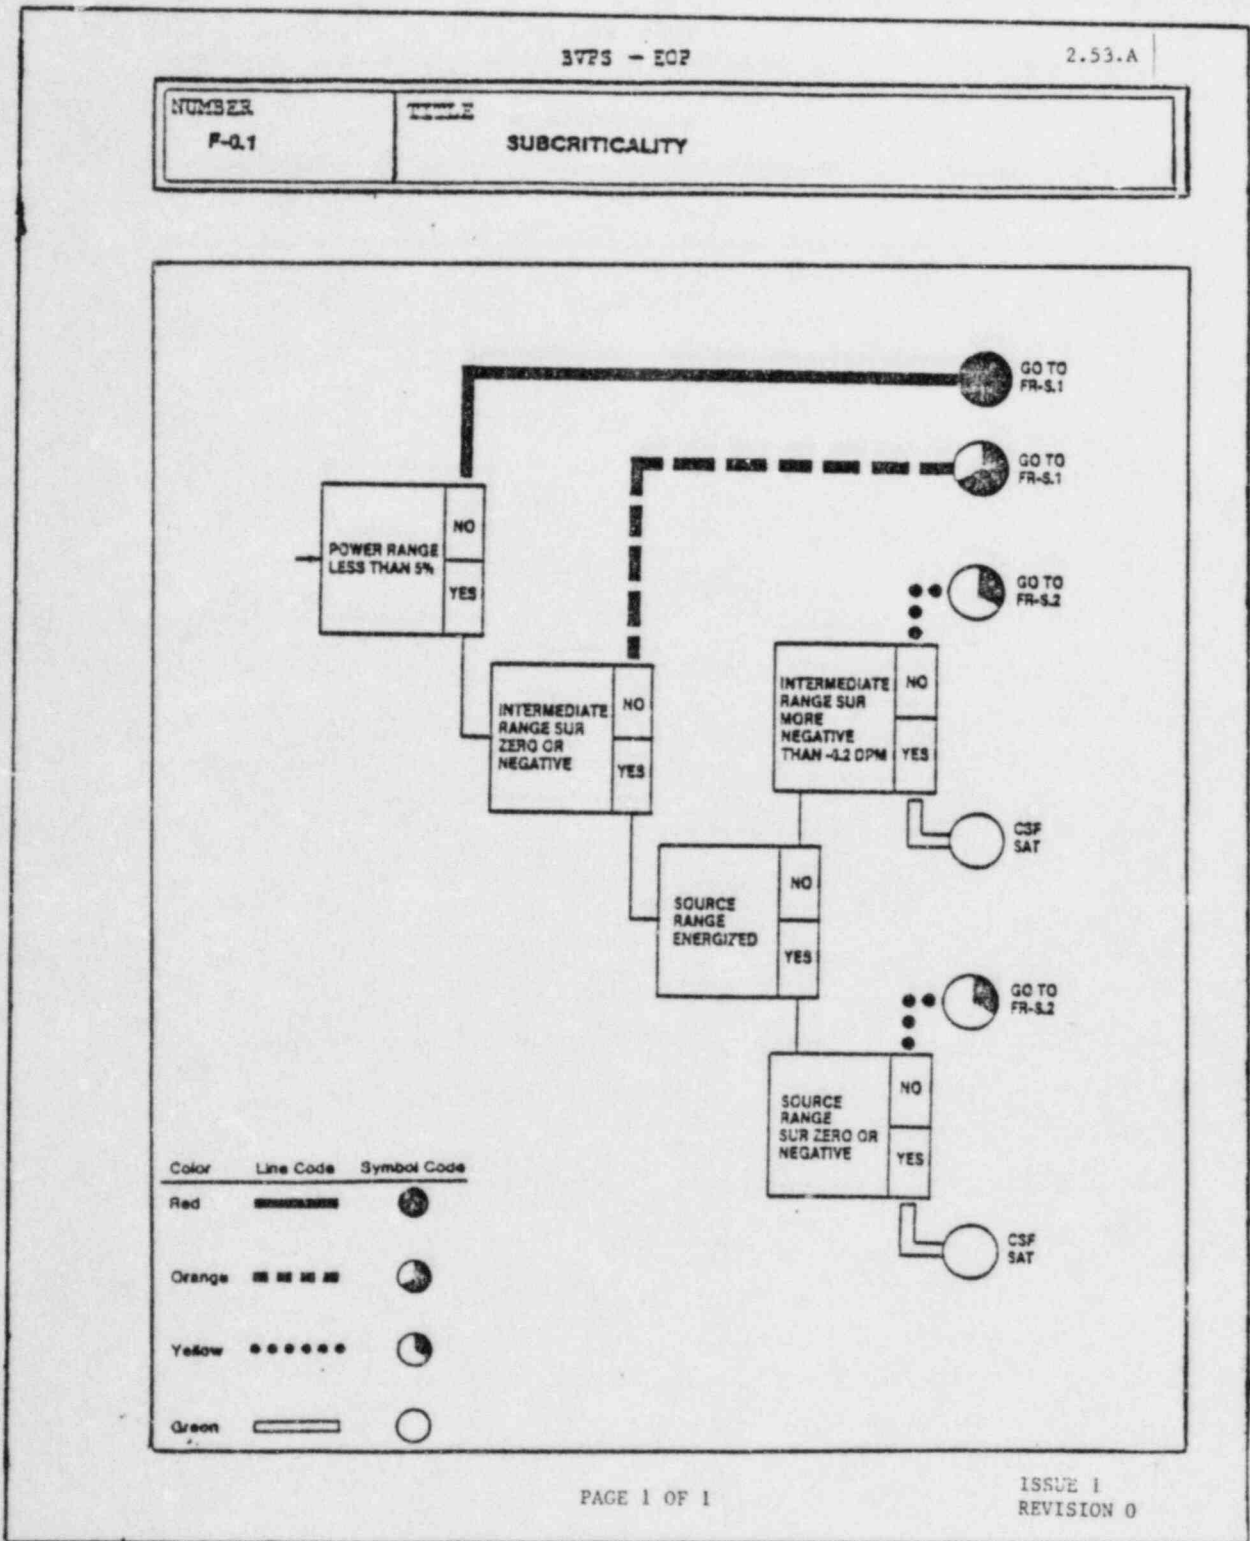 BVPS - EOP
2.53.A
NUMBER
F-0.1
TITLE
SUBCRITICALITY
GO TO
FR-S.1
GO TO
FR-S.1
POWER RANGE
LESS THAN 5%
NO
YES
GO TO
FR-S.2
INTERMEDIATE
RANGE SUR
ZERO OR
NEGATIVE
NO
YES
INTERMEDIATE
RANGE SUR
MORE
NEGATIVE
THAN -0.2 DPM
NO
YES
CSF
SAT
SOURCE
RANGE
ENERGIZED
NO
YES
GO TO
FR-S.2
SOURCE
RANGE
SUR ZERO OR
NEGATIVE
NO
YES
CSF
SAT
Color Line Code Symbol Code
Red
Orange
Yellow
Green
PAGE 1 OF 1
ISSUE 1
REVISION 0